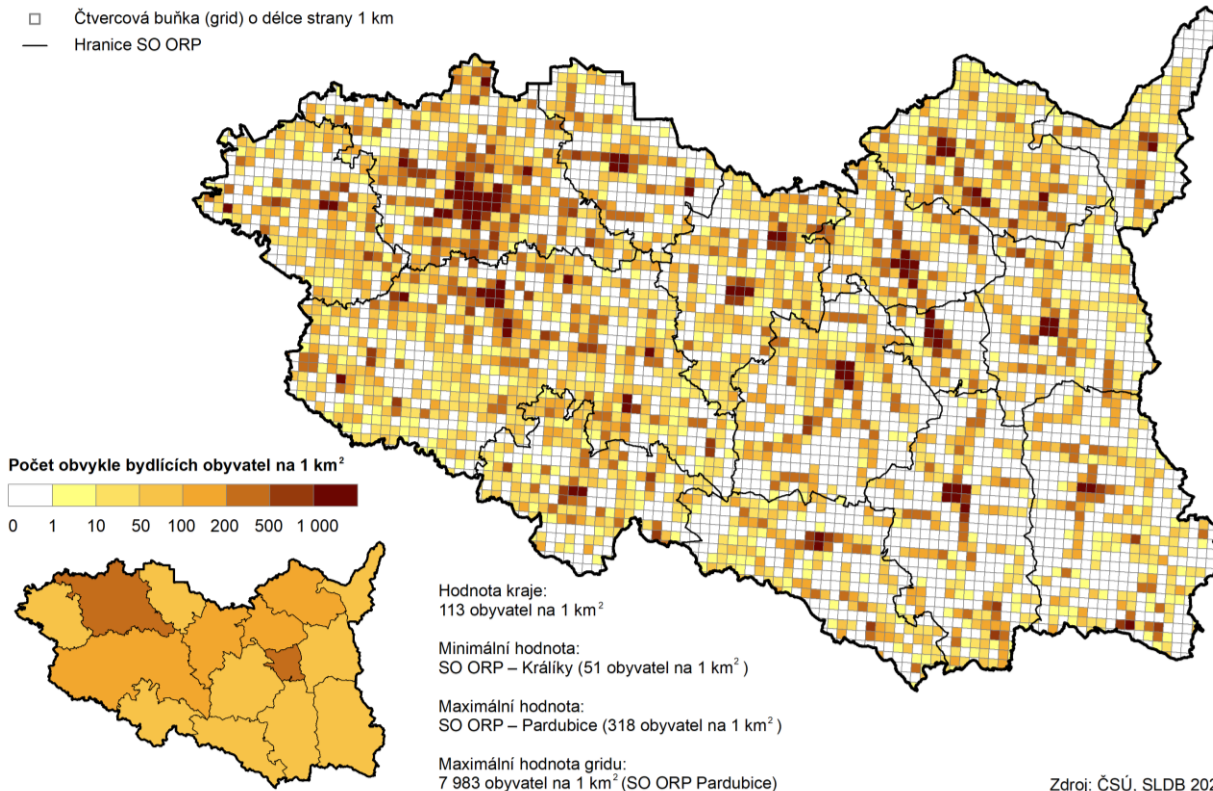 Čtvercová buňka (grid) o délce strany 1 km
Hranice SO ORP
Počet obvykle bydlících obyvatel na 1 km²
0 1 10 50 100 200 500 1 000
Hodnota kraje:
113 obyvatel na 1 km²
Minimální hodnota:
SO ORP – Králíky (51 obyvatel na 1 km²)
Maximální hodnota:
SO ORP – Pardubice (318 obyvatel na 1 km²)
Maximální hodnota gridu:
7 983 obyvatel na 1 km² (SO ORP Pardubice)
Zdroj: ČSÚ, SLDB 202